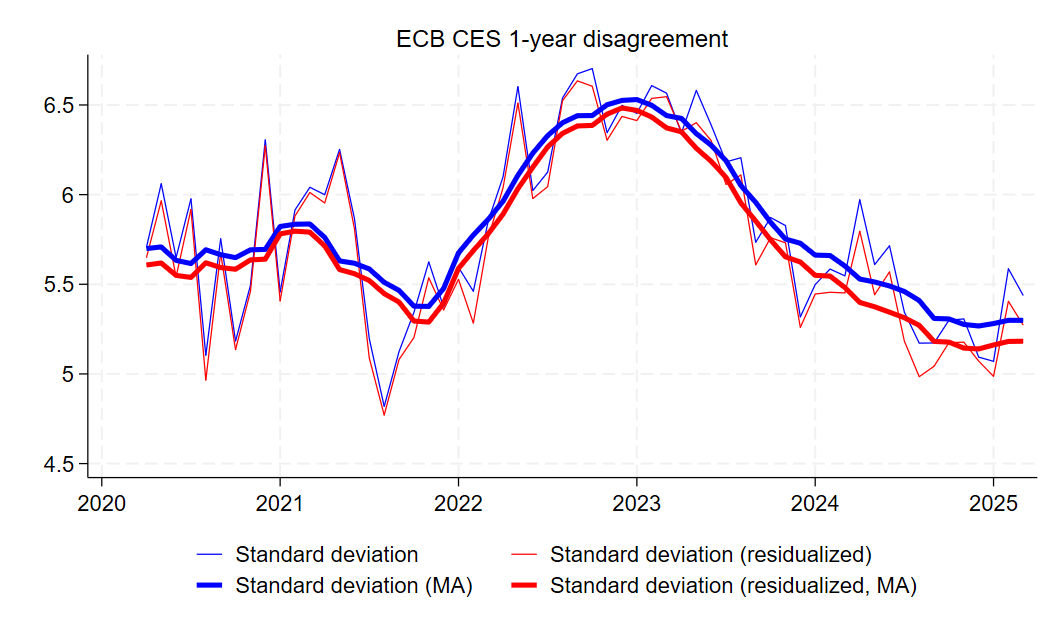 ECB CES 1-year disagreement
6.5
6
5.5
5
4.5
2020 2021 2022 2023 2024 2025
Standard deviation Standard deviation (residualized)
Standard deviation (MA) Standard deviation (residualized, MA)